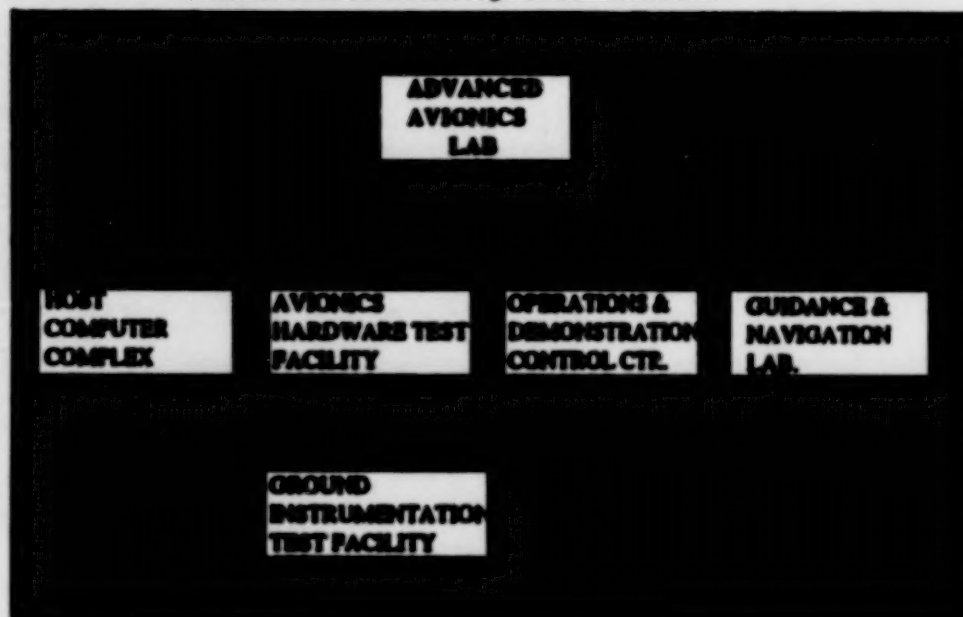 ADVANCED
AVIONICS
LAB
HOST
COMPUTER
COMPLEX
AVIONICS
HARDWARE TEST
FACILITY
OPERATIONS &
DEMONSTRATION
CONTROL CTR.
GUIDANCE &
NAVIGATION
LAB.
GROUND
INSTRUMENTATION
TEST FACILITY